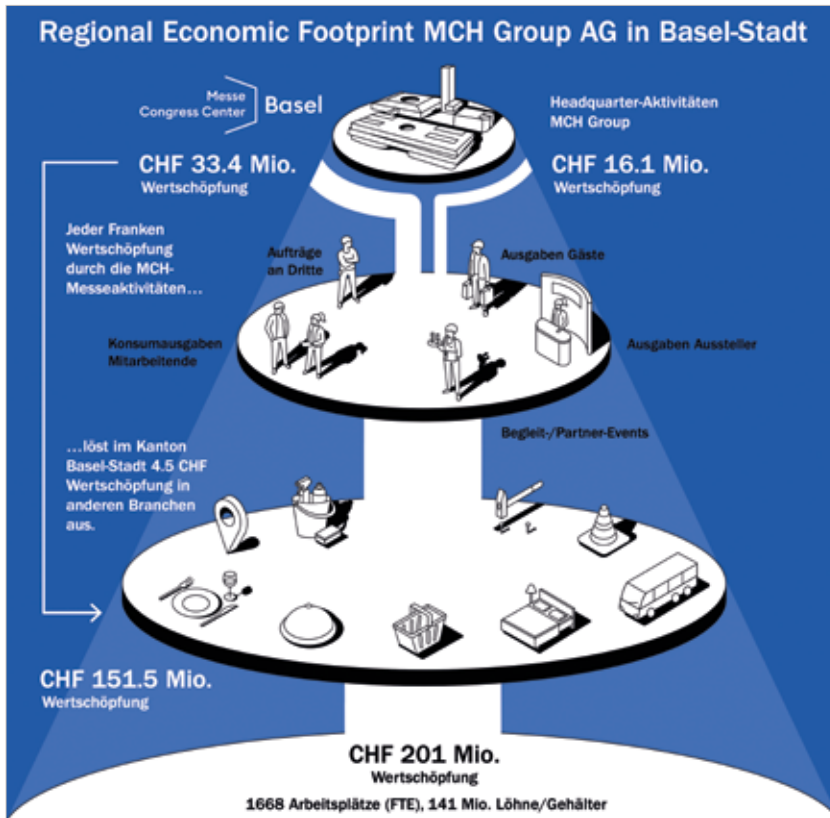 Regional Economic Footprint MCH Group AG in Basel-Stadt
Messe
Congress Center
Basel
Headquarter-Aktivitäten
MCH Group
CHF 33.4 Mio.
Wertschöpfung
CHF 16.1 Mio.
Wertschöpfung
Jeder Franken
Wertschöpfung
durch die MCH-
Messeaktivitäten...
Aufträge
an Dritte
Ausgaben Gäste
Konsumausgaben
Mitarbeitende
Ausgaben Aussteller
Begleit-/Partner-Events
...löst im Kanton
Basel-Stadt 4.5 CHF
Wertschöpfung in
anderen Branchen
aus.
CHF 151.5 Mio.
Wertschöpfung
CHF 201 Mio.
Wertschöpfung
1668 Arbeitsplätze (FTE), 141 Mio. Löhne/Gehälter